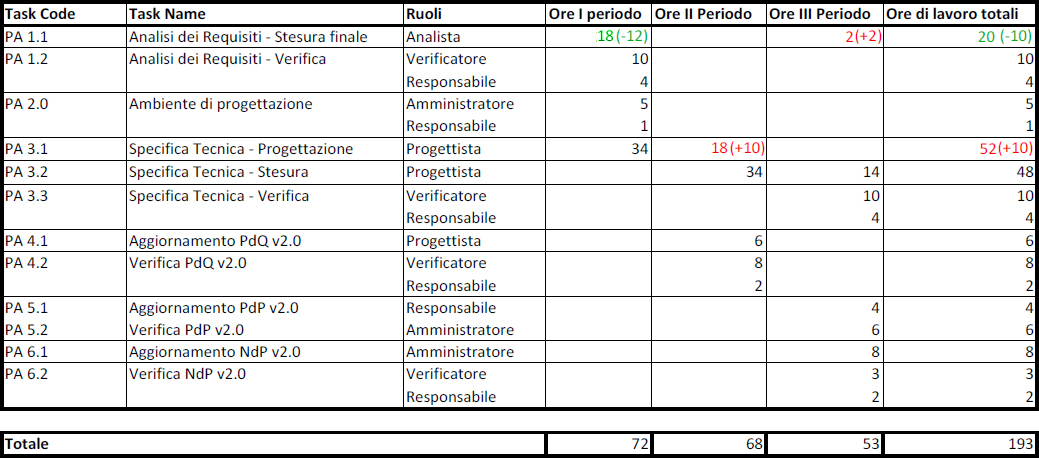 Task Code Task Name Ruoli Ore I periodo Ore II Periodo Ore III Periodo Ore di lavoro totali
PA 1.1 Analisi dei Requisiti - Stesura finale Analista 18 (-12) 2 (+2) 20 (-10)
PA 1.2 Analisi dei Requisiti - Verifica Verificatore 10 10
Responsabile 4 4
PA 2.0 Ambiente di progettazione Amministratore 5 5
Responsabile 1 1
PA 3.1 Specifica Tecnica - Progettazione Progettista 34 18 (+10) 52 (+10)
PA 3.2 Specifica Tecnica - Stesura Progettista 34 14 48
PA 3.3 Specifica Tecnica - Verifica Verificatore 10 10
Responsabile 4 4
PA 4.1 Aggiornamento PdQ v2.0 Progettista 6 6
PA 4.2 Verifica PdQ v2.0 Verificatore 8 8
Responsabile 2 2
PA 5.1 Aggiornamento PdP v2.0 Responsabile 4 4
PA 5.2 Verifica PdP v2.0 Amministratore 6 6
PA 6.1 Aggiornamento NdP v2.0 Amministratore 8 8
PA 6.2 Verifica NdP v2.0 Verificatore 3 3
Responsabile 2 2
Totale 72 68 53 193